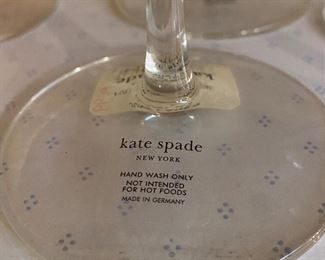 kate spade
NEW YORK
HAND WASH ONLY
NOT INTENDED
FOR HOT FOODS
MADE IN GERMANY